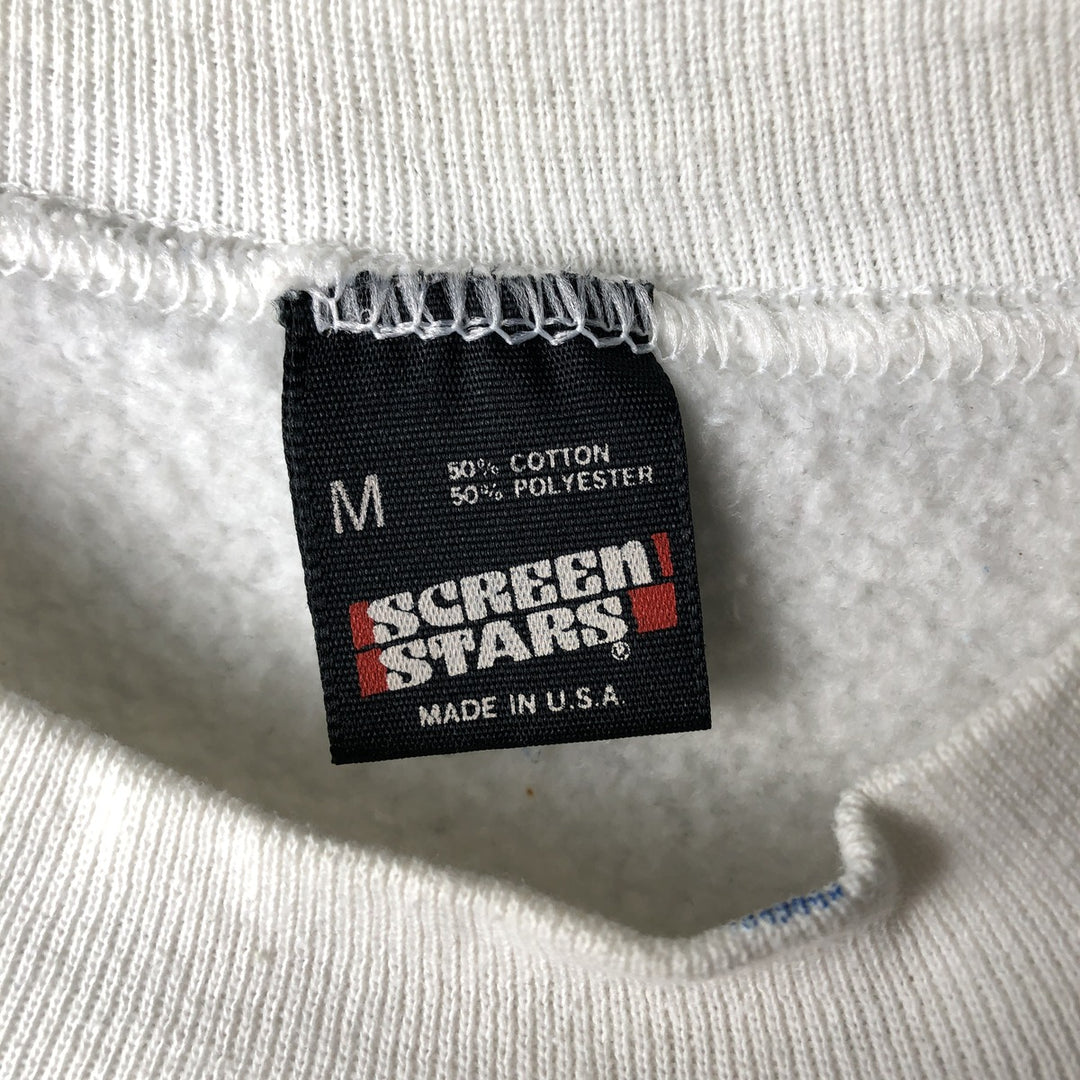 M
50% COTTON
50% POLYESTER
SCREEN
STARS®
MADE IN U.S.A.